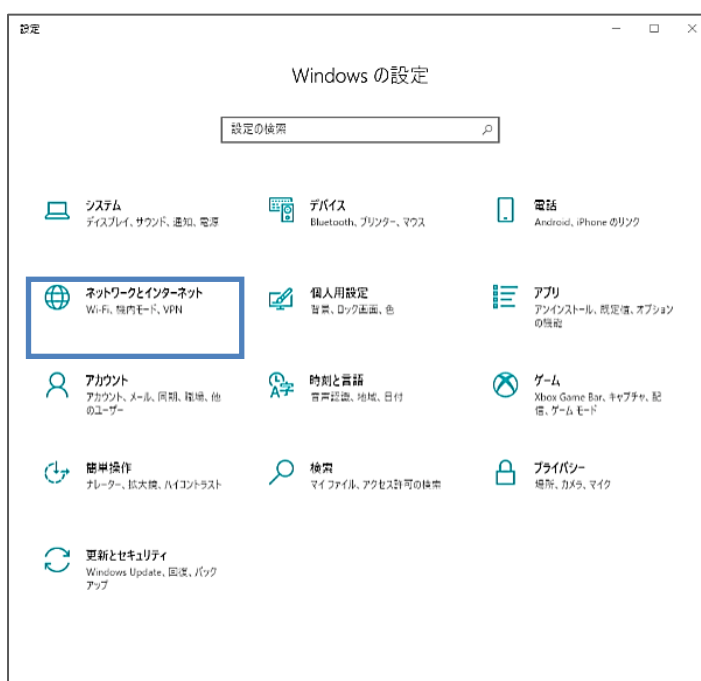 設定
Windows の設定
設定の検索
システム
ディスプレイ、サウンド、通知、電源
デバイス
Bluetooth、プリンター、マウス
電話
Android、iPhone のリンク
ネットワークとインターネット
Wi-Fi、機内モード、VPN
個人用設定
背景、ロック画面、色
アプリ
アンインストール、既定値、オプション
の機能
アカウント
アカウント、メール、同期、職場、他
のユーザー
時刻と言語
音声認識、地域、日付
ゲーム
Xbox Game Bar、キャプチャ、配
信、ゲーム モード
簡単操作
ナレーター、拡大鏡、ハイコントラスト
検索
マイ ファイル、アクセス許可の検索
プライバシー
場所、カメラ、マイク
更新とセキュリティ
Windows Update、回復、バック
アップ